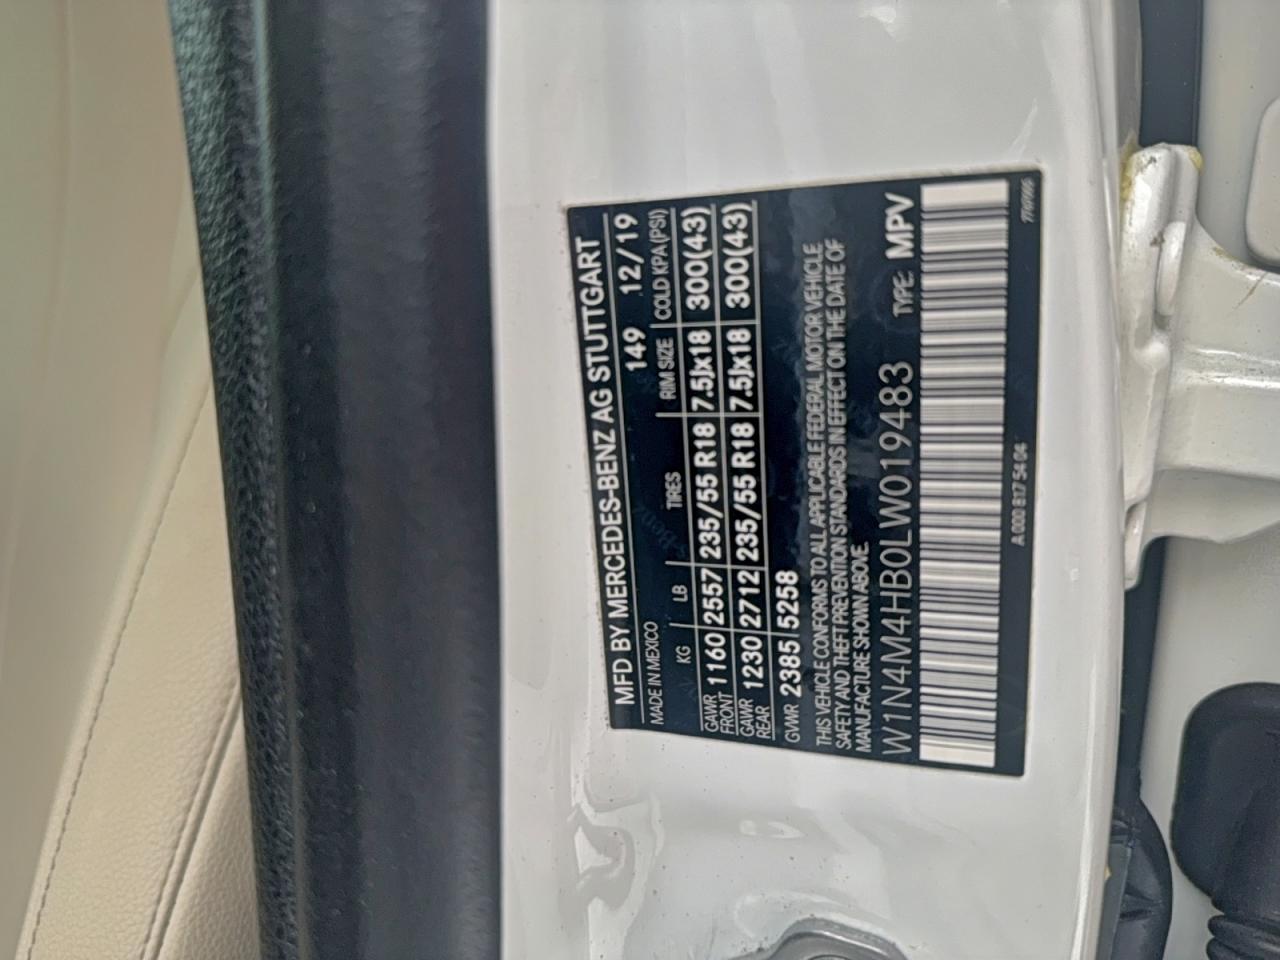 MFD BY MERCEDES-BENZ AG STUTTGART
MADE IN MEXICO 149 12/19
KG LB TIRES RIM SIZE COLD KPA (PSI)
GAWR FRONT 1160 2557 235/55 R18 7.5Jx18 300(43)
GAWR REAR 1230 2712 235/55 R18 7.5Jx18 300(43)
GVWR 2385 5258
THIS VEHICLE CONFORMS TO ALL APPLICABLE FEDERAL MOTOR VEHICLE
SAFETY AND THEFT PREVENTION STANDARDS IN EFFECT ON THE DATE OF
MANUFACTURE SHOWN ABOVE.
W1N4M4HB0LW019483 TYPE: MPV
A 000 817 54 04